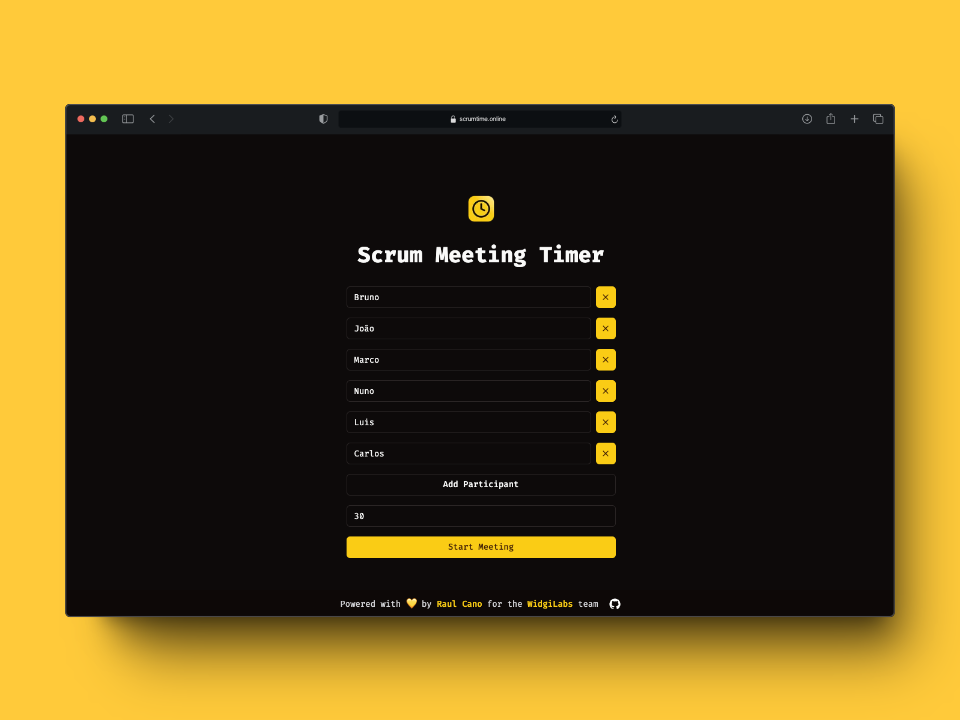 scrumtime.online
Scrum Meeting Timer
Bruno
João
Marco
Nuno
Luis
Carlos
Add Participant
30
Start Meeting
Powered with 💛 by Raul Cano for the WidgiLabs team